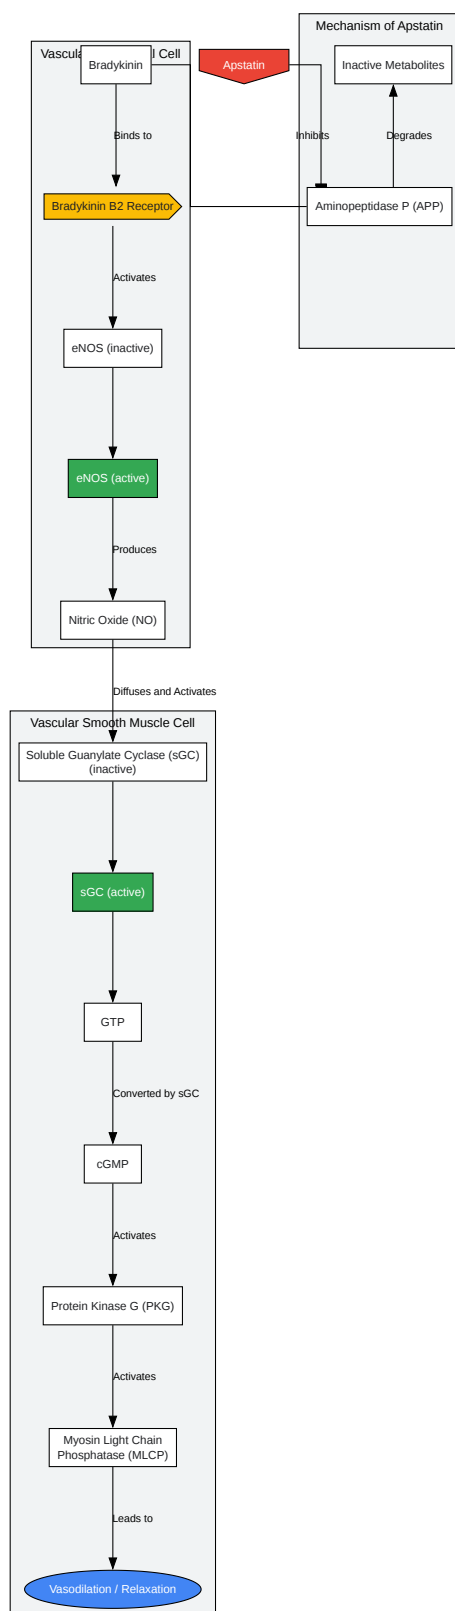 Mechanism of Apstatin
Vascula
l Cell
Bradykinin
Apstatin
Inactive Metabolites
Binds to
Inhibits
Degrades
Bradykinin B2 Receptor
Aminopeptidase P (APP)
Activates
eNOS (inactive)
eNOS (active)
Produces
Nitric Oxide (NO)
Diffuses and Activates
Vascular Smooth Muscle Cell
Soluble Guanylate Cyclase (sGC)
(inactive)
sGC (active)
GTP
Converted by sGC
cGMP
Activates
Protein Kinase G (PKG)
Activates
Myosin Light Chain
Phosphatase (MLCP)
Leads to
Vasodilation / Relaxation